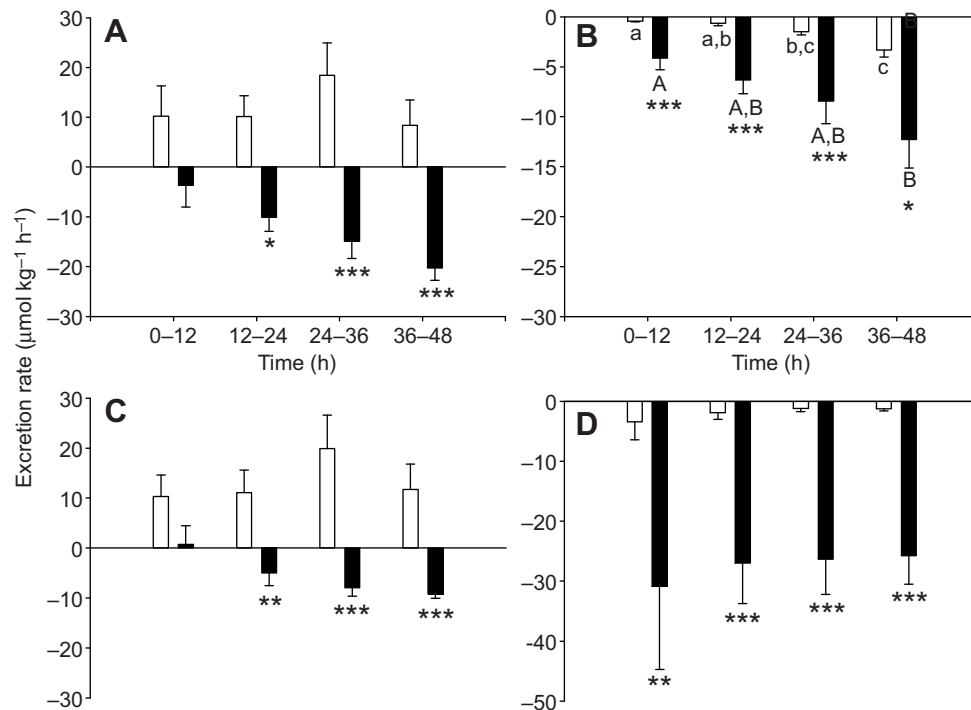 Excretion rate (μmol kg⁻¹ h⁻¹)
A
30
20
10
0
–10
–20
–30
*
***
***
0–12 12–24 24–36 36–48
Time (h)
B
0
–5
–10
–15
–20
–25
–30
a a,b b,c c
B
A A,B A,B B
*** *** *** *
0–12 12–24 24–36 36–48
Time (h)
C
30
20
10
0
–10
–20
–30
** *** ***
D
0
–10
–20
–30
–40
–50
** *** *** ***